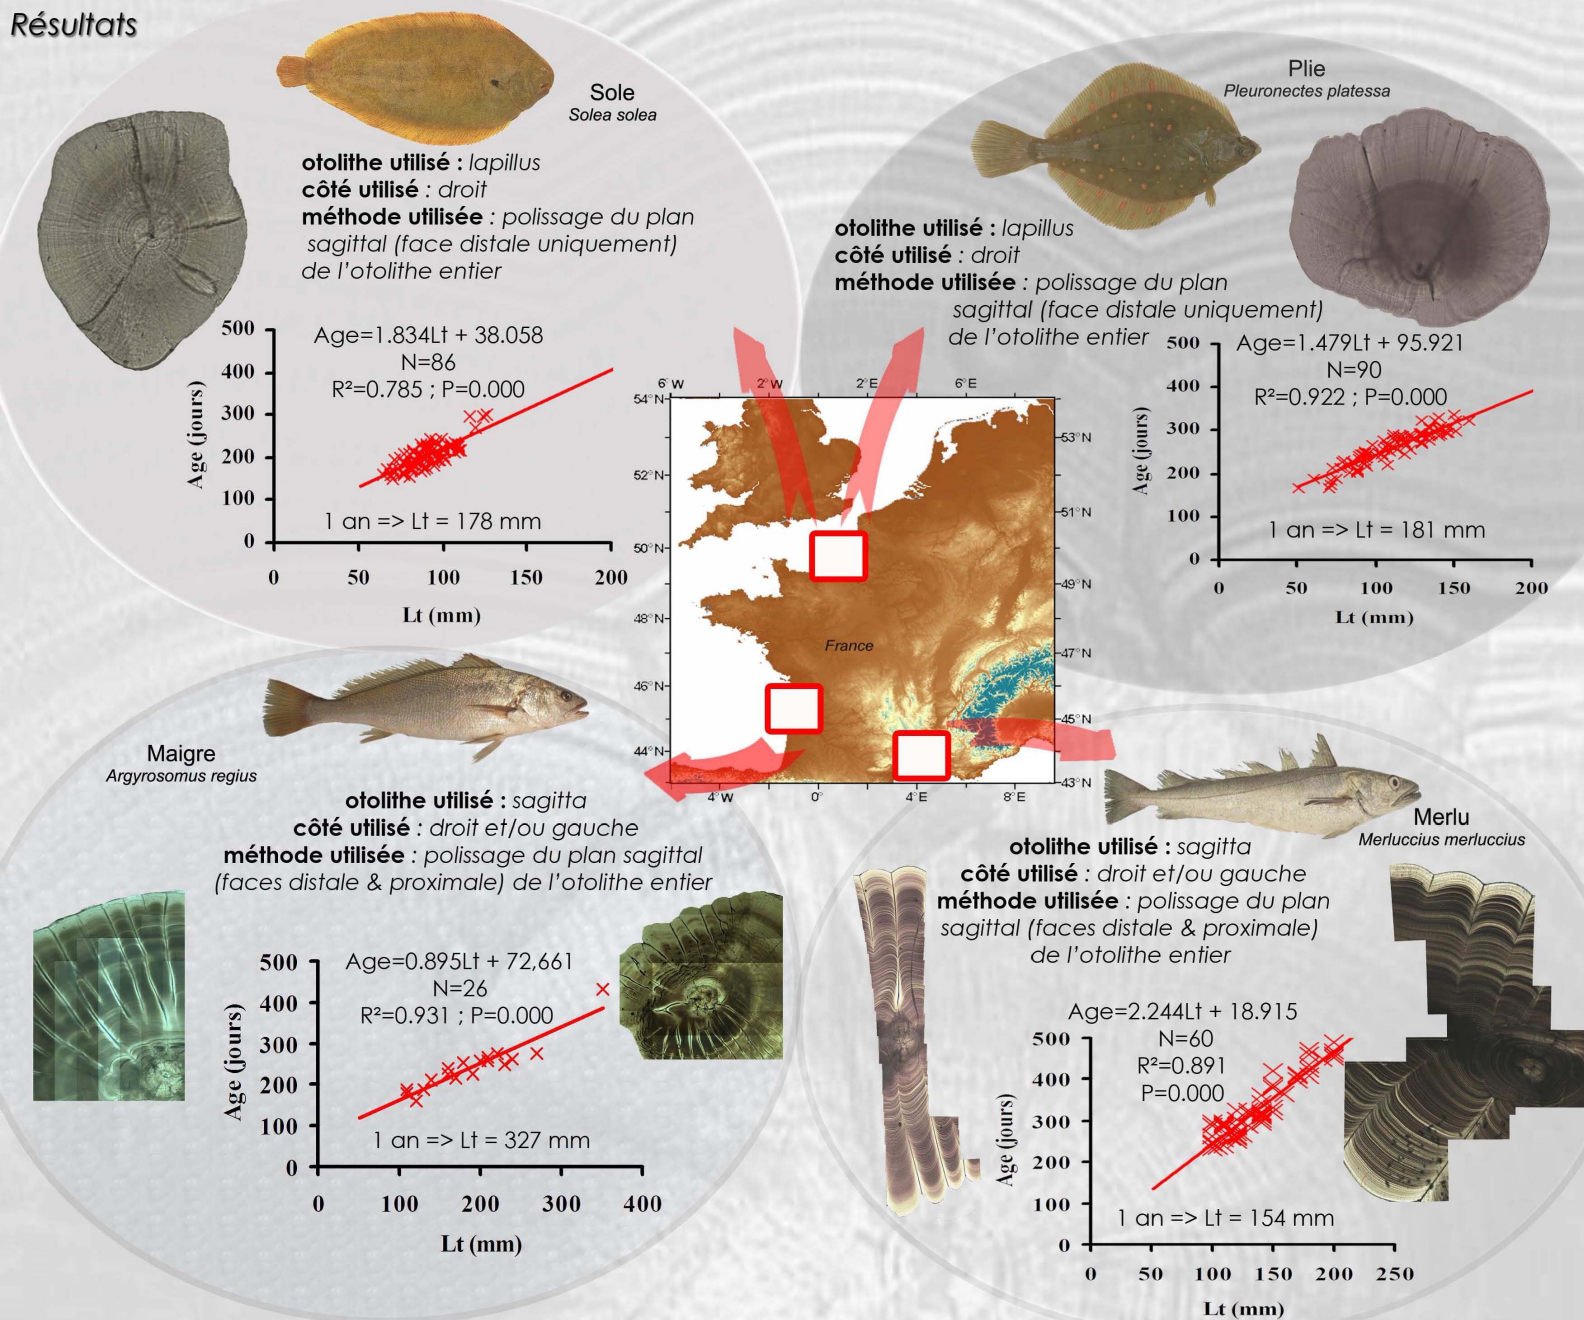 Résultats
Sole
Solea solea
otolithe utilisé : lapillus
côté utilisé : droit
méthode utilisée : polissage du plan
sagittal (face distale uniquement)
de l'otolithe entier
500
400
300
200
100
0
Age (jours)
Age=1.834Lt + 38.058
N=86
R²=0.785 ; P=0.000
1 an => Lt = 178 mm
0 50 100 150 200
Lt (mm)
Plie
Pleuronectes platessa
otolithe utilisé : lapillus
côté utilisé : droit
méthode utilisée : polissage du plan
sagittal (face distale uniquement)
de l'otolithe entier
500
400
300
200
100
0
Age (jours)
Age=1.479Lt + 95.921
N=90
R²=0.922 ; P=0.000
1 an => Lt = 181 mm
0 50 100 150 200
Lt (mm)
6°W 2°W 2°E 6°E
54°N
53°N
52°N
51°N
50°N
49°N
48°N
47°N
46°N
45°N
44°N
43°N
France
4°W 0° 4°E 8°E
Maigre
Argyrosomus regius
otolithe utilisé : sagitta
côté utilisé : droit et/ou gauche
méthode utilisée : polissage du plan sagittal
(faces distale & proximale) de l'otolithe entier
500
400
300
200
100
0
Age (jours)
Age=0.895Lt + 72,661
N=26
R²=0.931 ; P=0.000
1 an => Lt = 327 mm
0 100 200 300 400
Lt (mm)
Merlu
Merluccius merluccius
otolithe utilisé : sagitta
côté utilisé : droit et/ou gauche
méthode utilisée : polissage du plan
sagittal (faces distale & proximale)
de l'otolithe entier
500
400
300
200
100
0
Age (jours)
Age=2.244Lt + 18.915
N=60
R²=0.891
P=0.000
1 an => Lt = 154 mm
0 50 100 150 200 250
Lt (mm)